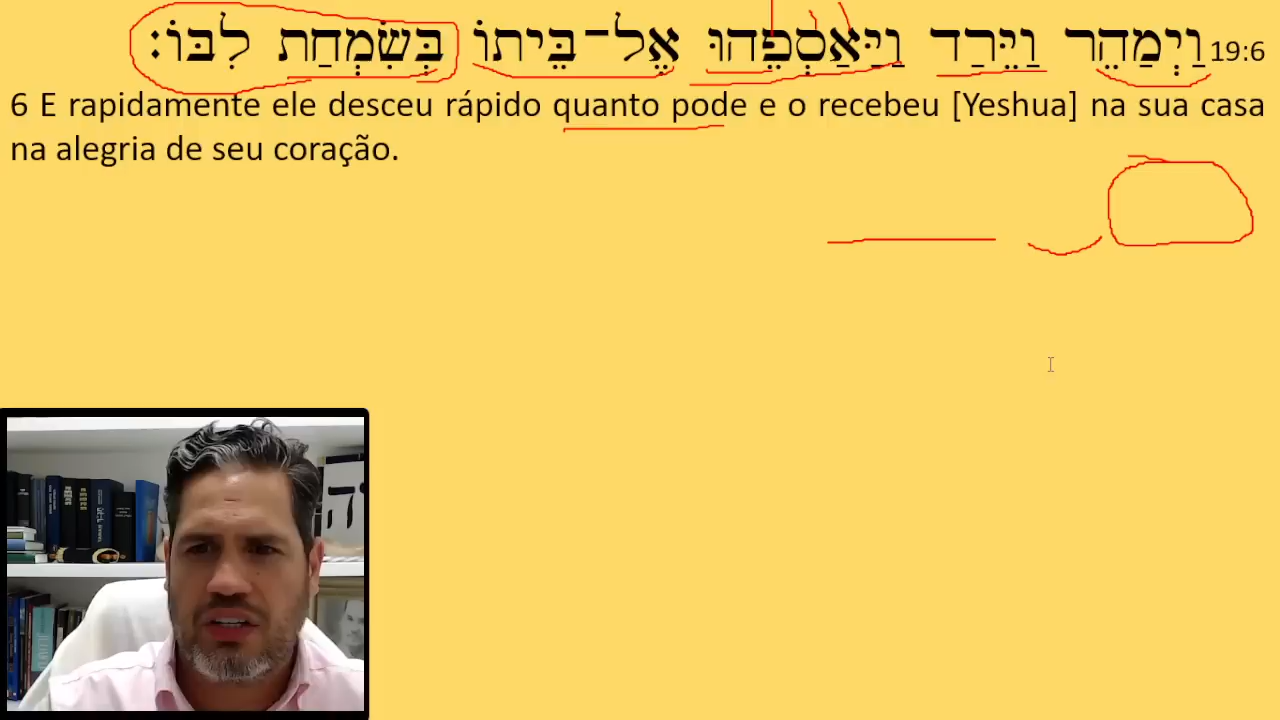 19:6 וַיְמַהֵר וַיֵּרַד וַיַּאַסְפֵהוּ אֶל־בֵּיתוֹ בְּשִׂמְחַת לִבּוֹ׃
6 E rapidamente ele desceu rápido quanto pode e o recebeu [Yeshua] na sua casa
na alegria de seu coração.